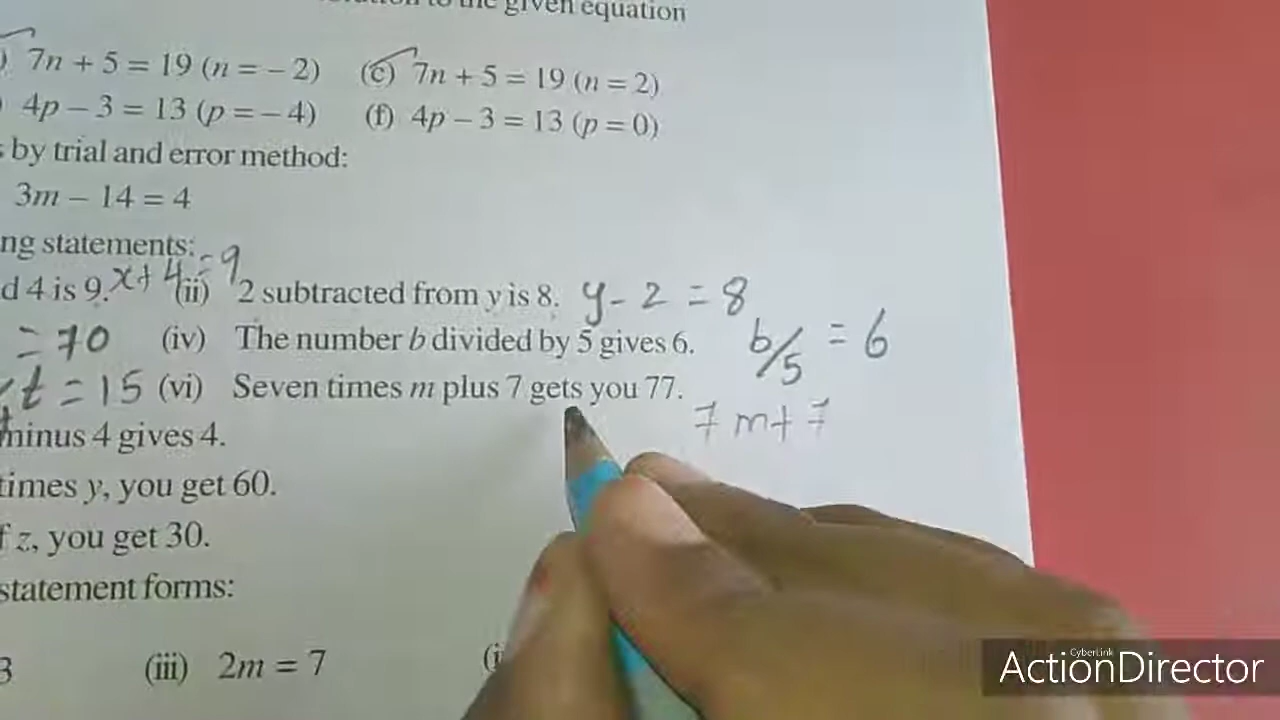 the given equation
7n + 5 = 19 (n = – 2) (c) 7n + 5 = 19 (n = 2)
4p – 3 = 13 (p = – 4) (f) 4p – 3 = 13 (p = 0)
by trial and error method:
3m – 14 = 4
ng statements:
d 4 is 9. x + 4 = 9 (ii) 2 subtracted from y is 8. y - 2 = 8
= 70 (iv) The number b divided by 5 gives 6. b/5 = 6
t = 15 (vi) Seven times m plus 7 gets you 77.
7m + 7
minus 4 gives 4.
times y, you get 60.
f z, you get 30.
statement forms:
3 (iii) 2m = 7 (i
CyberLink
ActionDirector